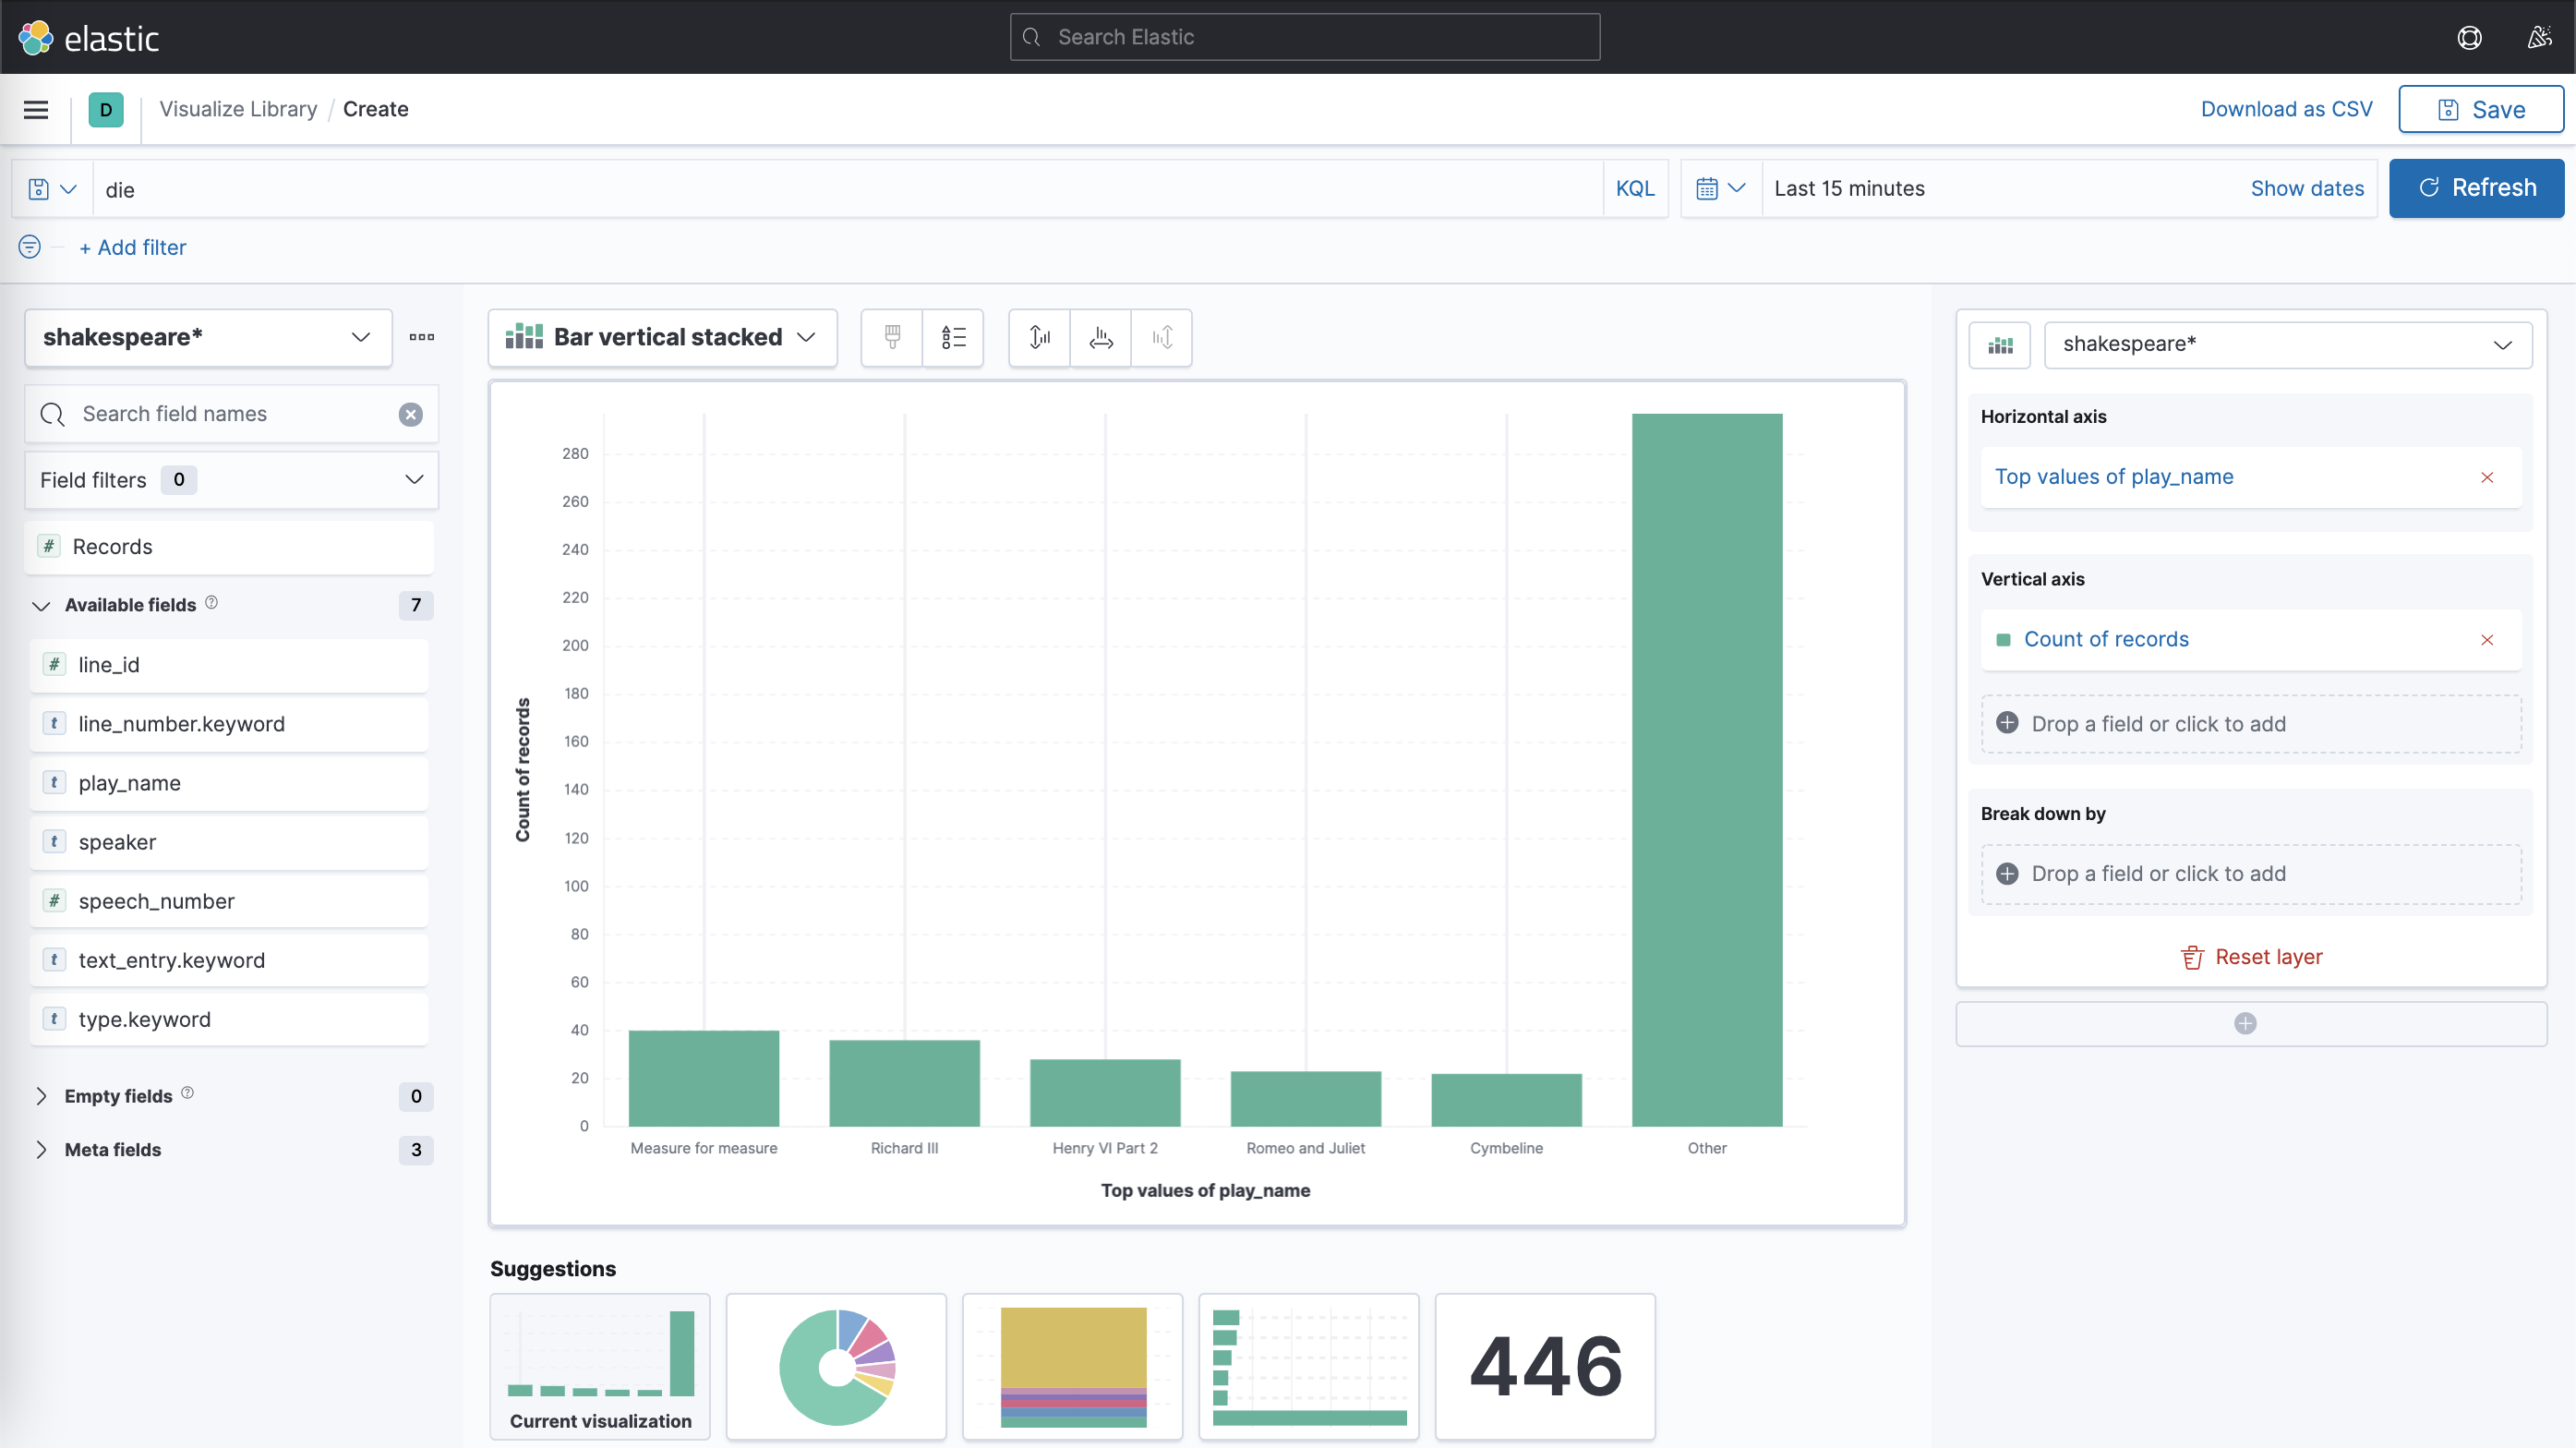 elastic
Search Elastic
D
Visualize Library / Create
Download as CSV
Save
die
KQL
Last 15 minutes
Show dates
Refresh
+ Add filter
shakespeare*
Search field names
Field filters 0
# Records
Available fields ? 7
# line_id
t line_number.keyword
t play_name
t speaker
# speech_number
t text_entry.keyword
t type.keyword
Empty fields ? 0
Meta fields 3
Bar vertical stacked
280
260
240
220
200
180
160
140
120
100
80
60
40
20
0
Count of records
Measure for measure
Richard III
Henry VI Part 2
Romeo and Juliet
Cymbeline
Other
Top values of play_name
Suggestions
Current visualization
446
shakespeare*
Horizontal axis
Top values of play_name
Vertical axis
Count of records
Drop a field or click to add
Break down by
Drop a field or click to add
Reset layer